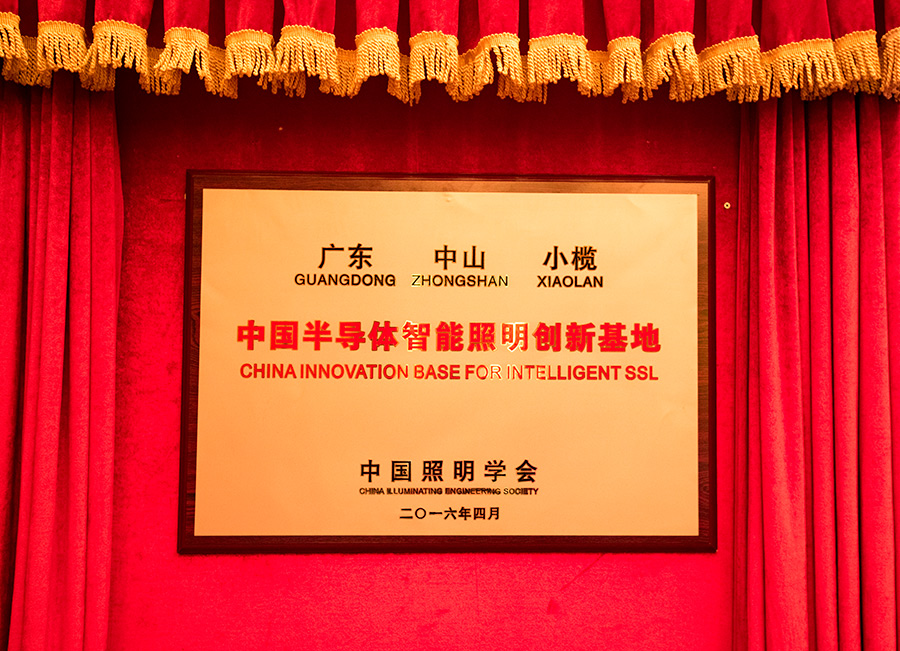 广东 中山 小榄
GUANGDONG ZHONGSHAN XIAOLAN
中国半导体智能照明创新基地
CHINA INNOVATION BASE FOR INTELLIGENT SSL
中国照明学会
CHINA ILLUMINATING ENGINEERING SOCIETY
二〇一六年四月